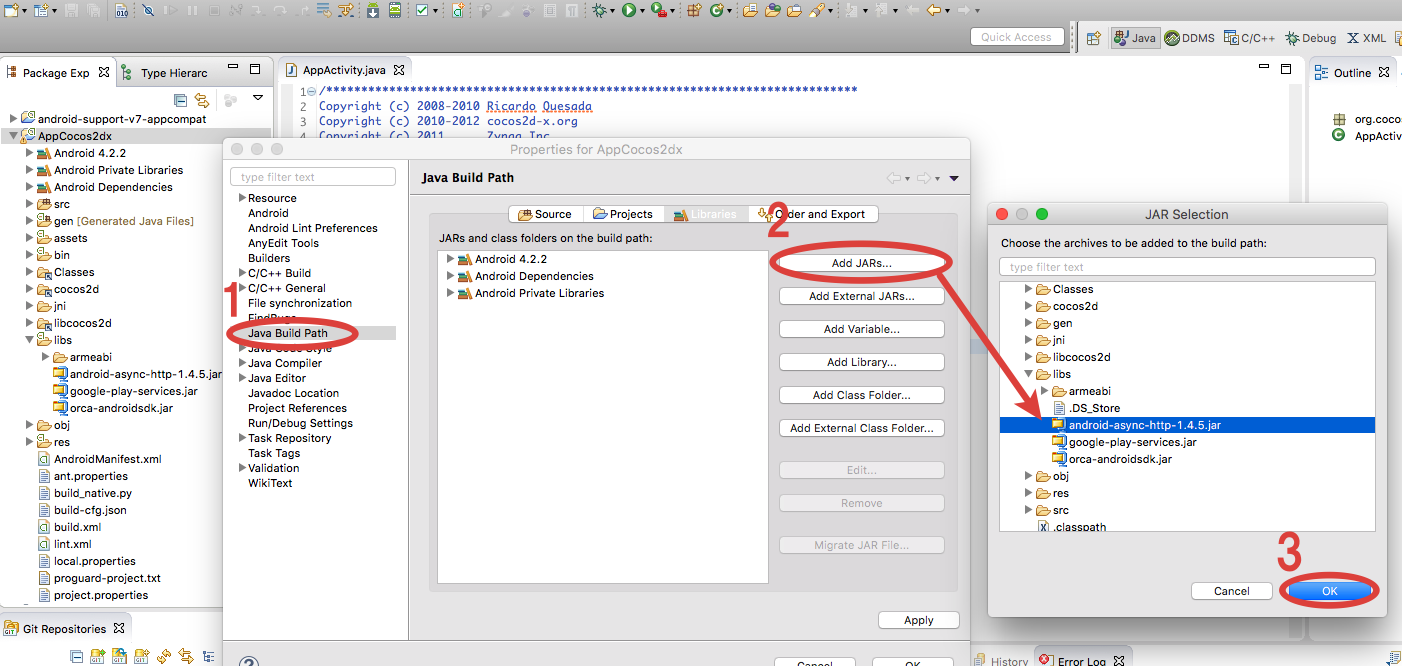 Quick Access
Java
DDMS
C/C++
Debug
XML
Package Exp
Type Hierarc
AppActivity.java
Outline
android-support-v7-appcompat
AppCocos2dx
Android 4.2.2
Android Private Libraries
Android Dependencies
src
gen [Generated Java Files]
assets
bin
Classes
cocos2d
jni
libcocos2d
libs
armeabi
android-async-http-1.4.5.jar
google-play-services.jar
orca-androidsdk.jar
obj
res
AndroidManifest.xml
ant.properties
build_native.py
build-cfg.json
build.xml
lint.xml
local.properties
proguard-project.txt
project.properties
Git Repositories
1 /****************************************************************************
2 Copyright (c) 2008-2010 Ricardo Quesada
3 Copyright (c) 2010-2012 cocos2d-x.org
4 Copyright (c) 2011 Zynga Inc.
org.coco
AppActiv
Properties for AppCocos2dx
type filter text
Resource
Android
Android Lint Preferences
AnyEdit Tools
Builders
C/C++ Build
C/C++ General
File synchronization
FindBugs
1
Java Build Path
Java Code Style
Java Compiler
Java Editor
Javadoc Location
Project References
Run/Debug Settings
Task Repository
Task Tags
Validation
WikiText
Java Build Path
Source
Projects
Libraries
Order and Export
2
JARs and class folders on the build path:
Android 4.2.2
Android Dependencies
Android Private Libraries
Add JARs...
Add External JARs...
Add Variable...
Add Library...
Add Class Folder...
Add External Class Folder...
Edit...
Remove
Migrate JAR File...
Apply
Cancel
OK
JAR Selection
Choose the archives to be added to the build path:
type filter text
Classes
cocos2d
gen
jni
libcocos2d
libs
armeabi
.DS_Store
android-async-http-1.4.5.jar
google-play-services.jar
orca-androidsdk.jar
obj
res
src
.classpath
3
Cancel
OK
History
Error Log